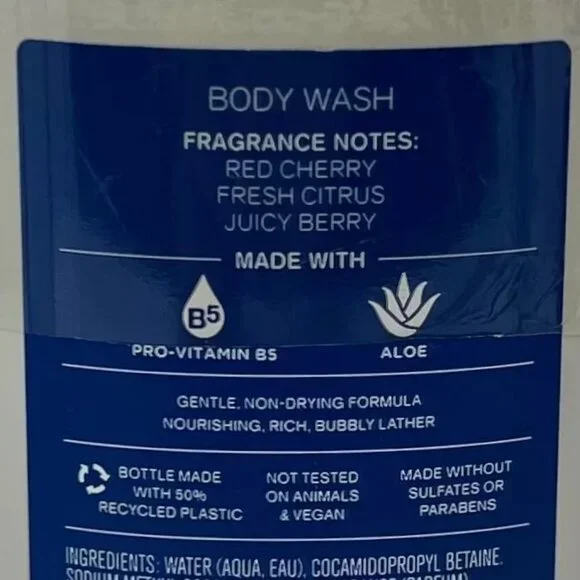 BODY WASH
FRAGRANCE NOTES:
RED CHERRY
FRESH CITRUS
JUICY BERRY
MADE WITH
B5
PRO-VITAMIN B5
ALOE
GENTLE, NON-DRYING FORMULA
NOURISHING, RICH, BUBBLY LATHER
BOTTLE MADE
WITH 50%
RECYCLED PLASTIC
NOT TESTED
ON ANIMALS
& VEGAN
MADE WITHOUT
SULFATES OR
PARABENS
INGREDIENTS: WATER (AQUA, EAU), COCAMIDOPROPYL BETAINE,
SODIUM